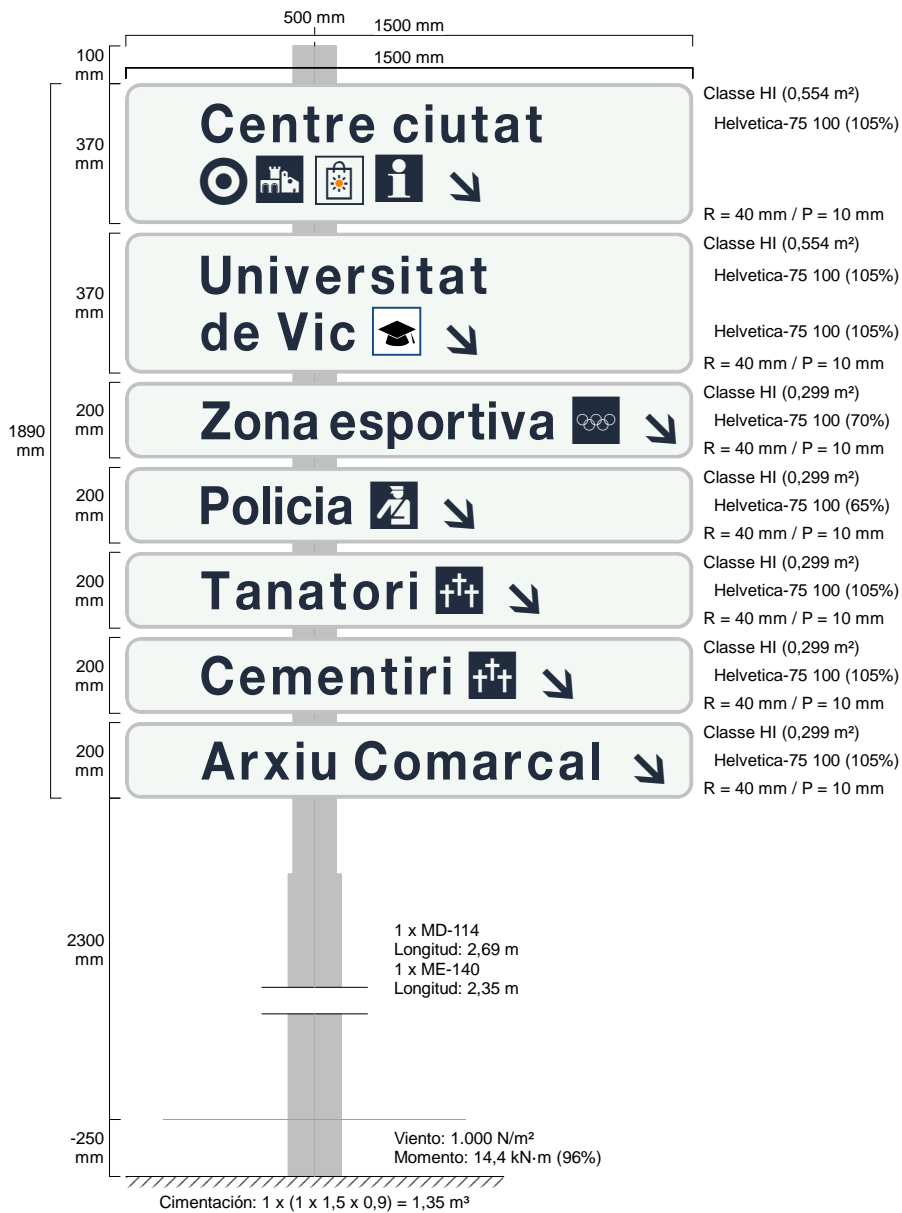 500 mm
1500 mm
1500 mm
100
mm
Centre ciutat
Classe HI (0,554 m²)
Helvetica-75 100 (105%)
370
mm
R = 40 mm / P = 10 mm
Universitat
de Vic
Classe HI (0,554 m²)
Helvetica-75 100 (105%)
370
mm
Helvetica-75 100 (105%)
R = 40 mm / P = 10 mm
Zona esportiva
Classe HI (0,299 m²)
200
mm
Helvetica-75 100 (70%)
R = 40 mm / P = 10 mm
1890
mm
Policia
Classe HI (0,299 m²)
200
mm
Helvetica-75 100 (65%)
R = 40 mm / P = 10 mm
Tanatori
Classe HI (0,299 m²)
200
mm
Helvetica-75 100 (105%)
R = 40 mm / P = 10 mm
Cementiri
Classe HI (0,299 m²)
200
mm
Helvetica-75 100 (105%)
R = 40 mm / P = 10 mm
Arxiu Comarcal
Classe HI (0,299 m²)
200
mm
Helvetica-75 100 (105%)
R = 40 mm / P = 10 mm
2300
mm
1 x MD-114
Longitud: 2,69 m
1 x ME-140
Longitud: 2,35 m
-250
mm
Viento: 1.000 N/m²
Momento: 14,4 kN·m (96%)
Cimentación: 1 x (1 x 1,5 x 0,9) = 1,35 m³